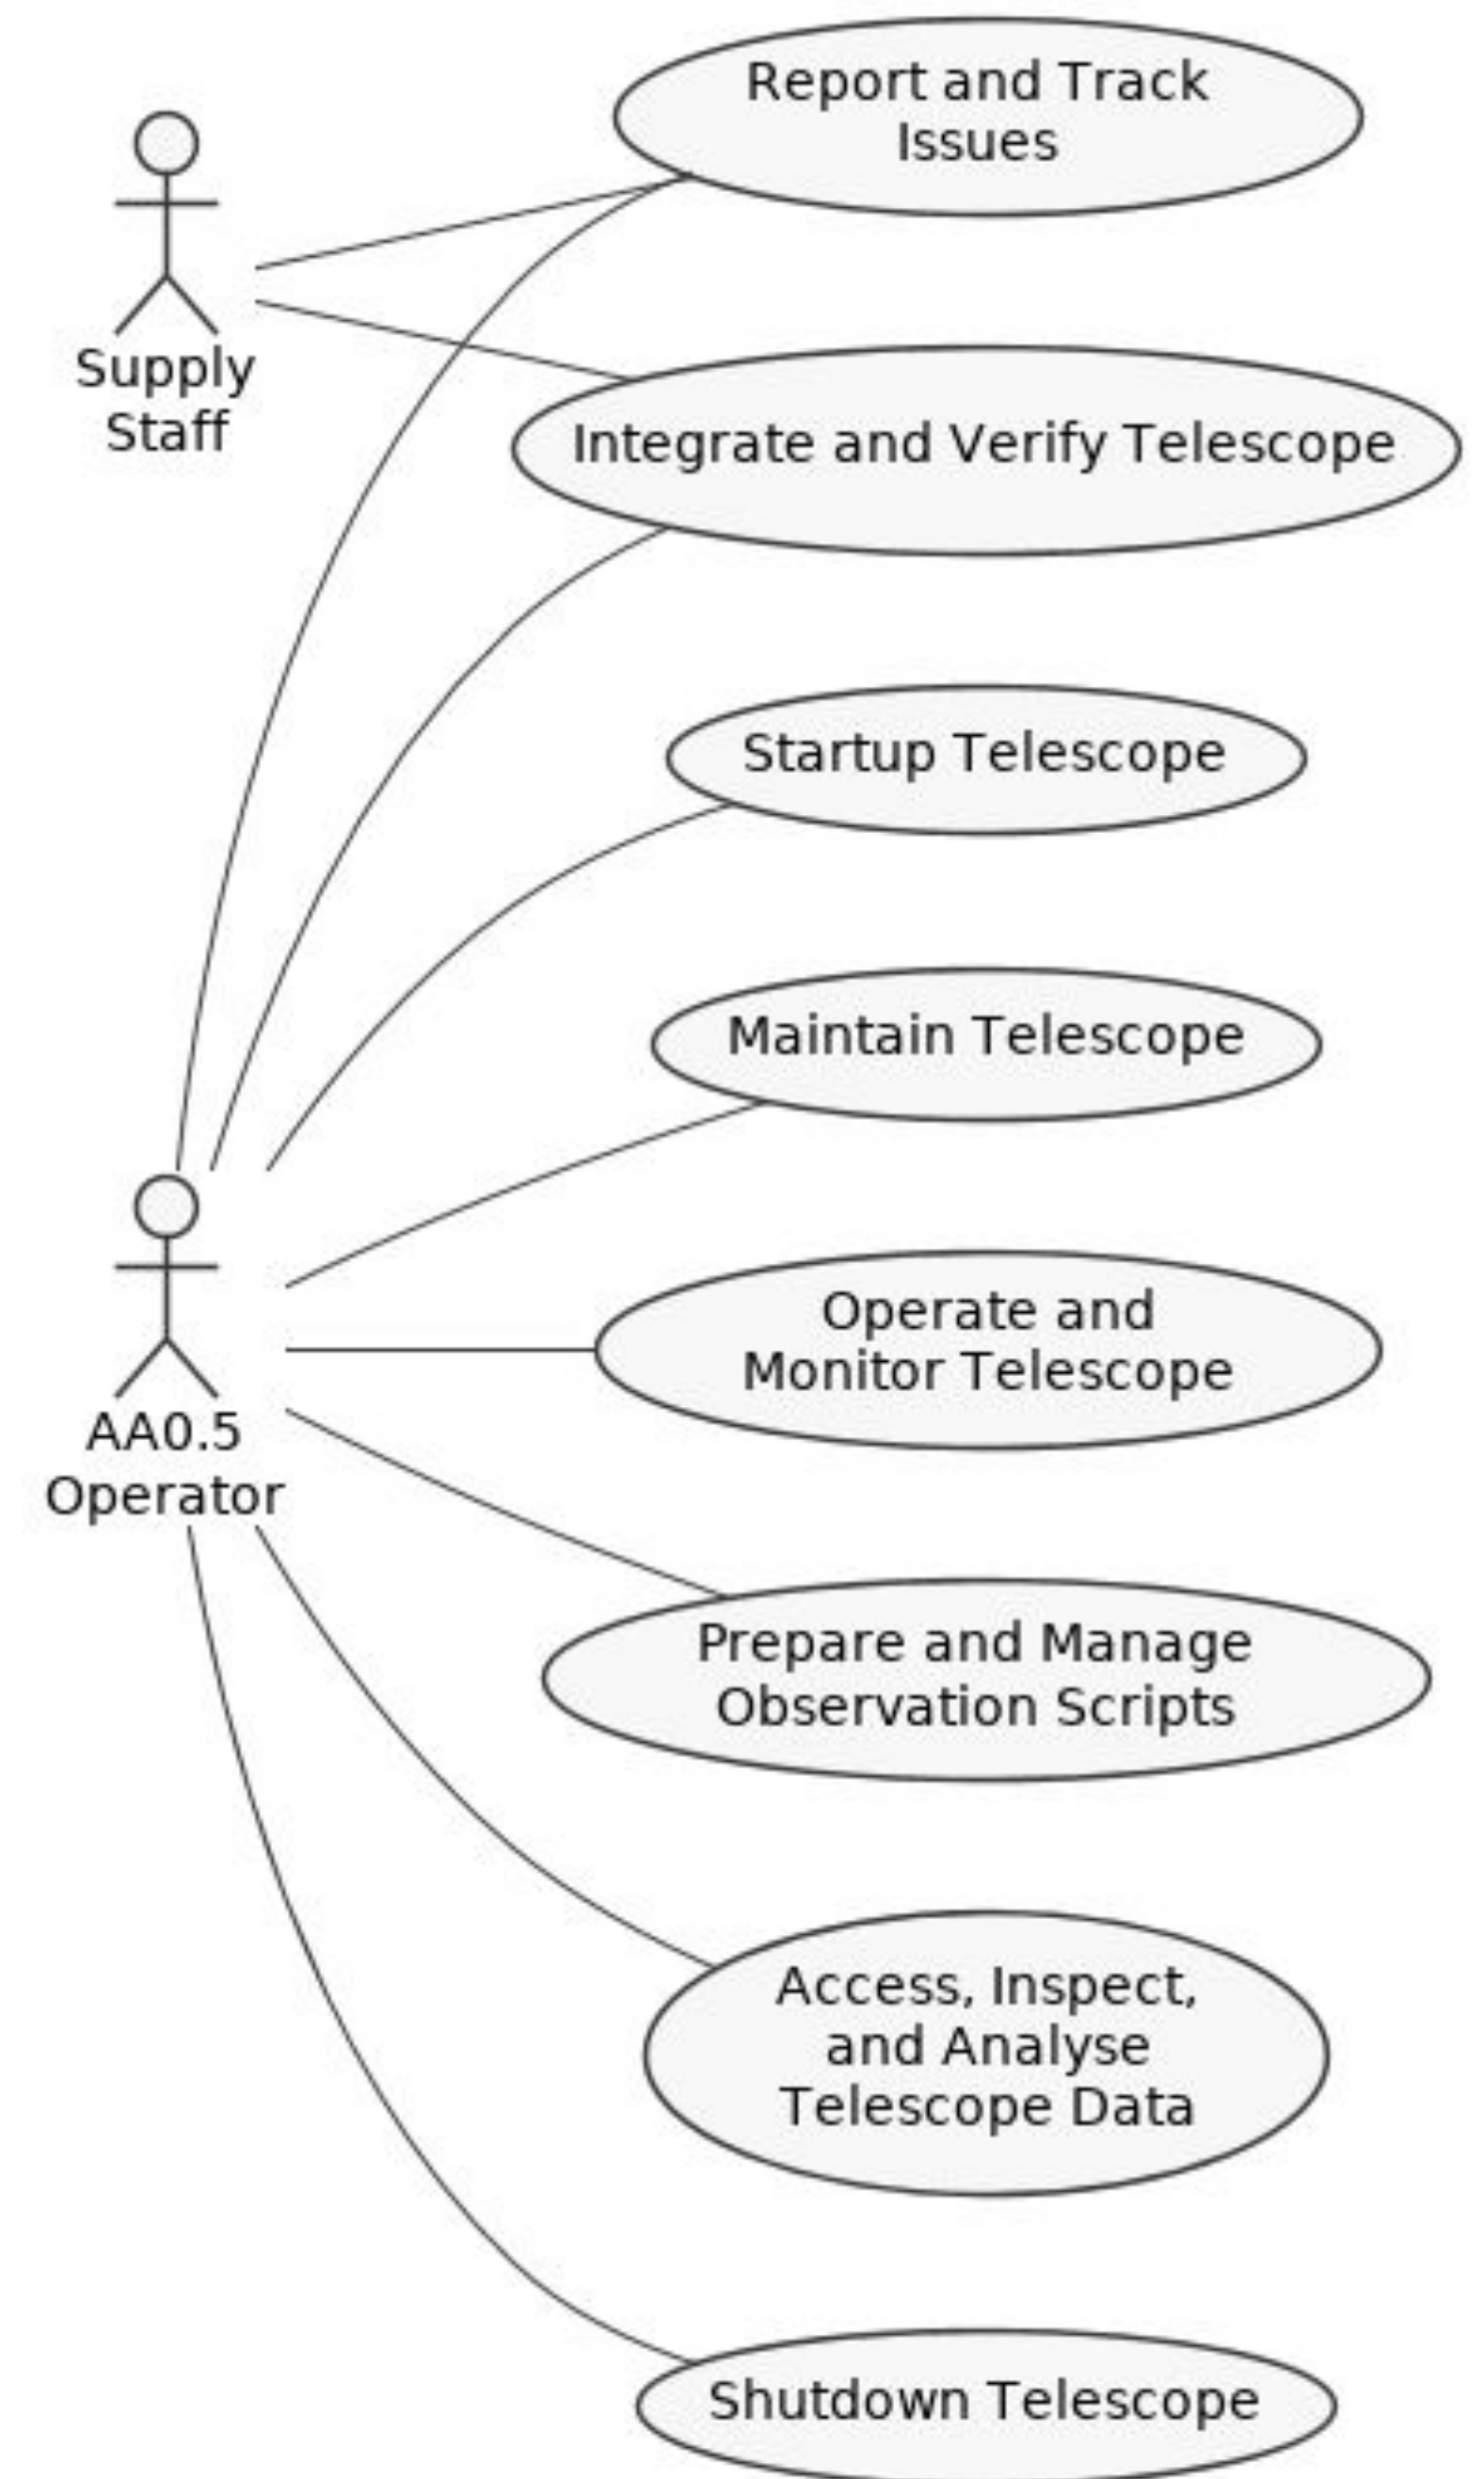 Report and Track
Issues
Supply
Staff
Integrate and Verify Telescope
Startup Telescope
Maintain Telescope
Operate and
Monitor Telescope
AA0.5
Operator
Prepare and Manage
Observation Scripts
Access, Inspect,
and Analyse
Telescope Data
Shutdown Telescope